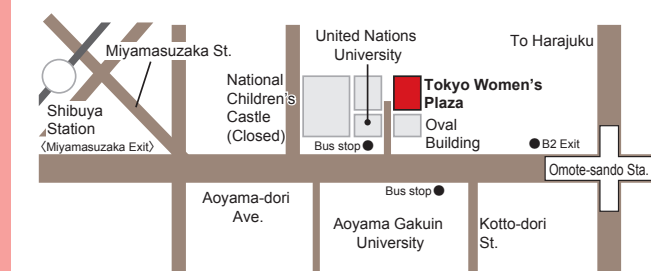 Miyamasuzaka St.
United Nations
University
To Harajuku
National
Children's
Castle
(Closed)
Tokyo Women's
Plaza
Shibuya
Station
〈Miyamasuzaka Exit〉
Oval
Building
Bus stop
B2 Exit
Omote-sando Sta.
Bus stop
Aoyama-dori
Ave.
Aoyama Gakuin
University
Kotto-dori
St.